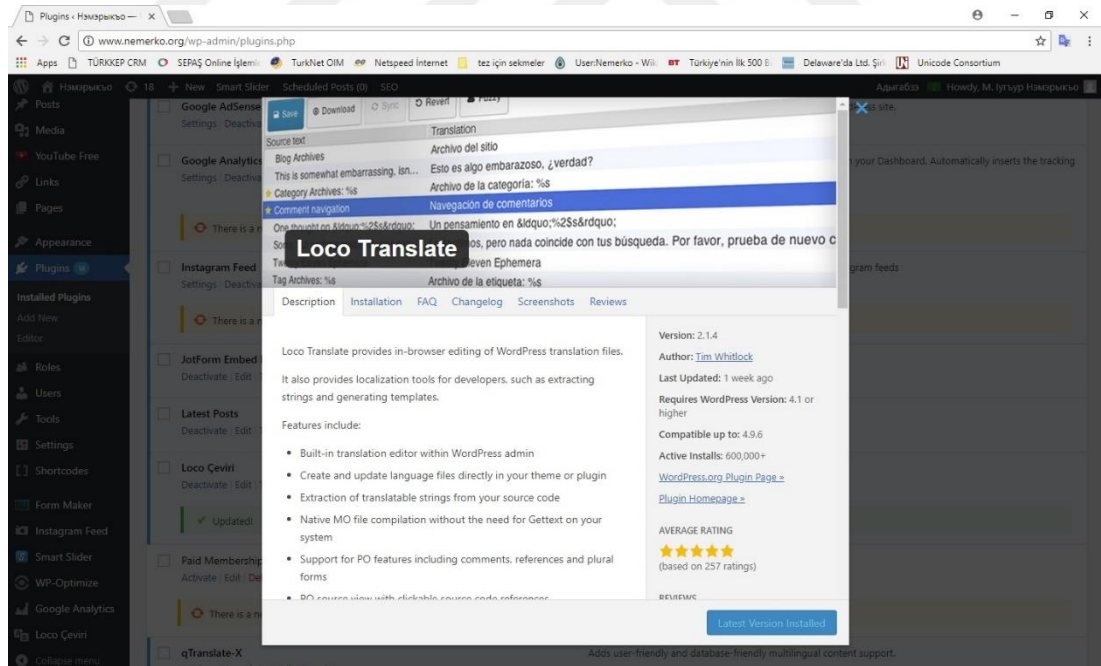 Plugins ‹ Нэмэрыкъо —
www.nemerko.org/wp-admin/plugins.php
Apps TÜRKKEP CRM SEPAŞ Online İşleml TurkNet OIM Netspeed İnternet tez için sekmeler User:Nemerko - Wik Türkiye'nin İlk 500 B Delaware'da Ltd. Şir Unicode Consortium
Нэмэрыкъо 18 + New Smart Slider Scheduled Posts (0) SEO Адыгабзэ Howdy, М. Iугъур Нэмэрыкъо
Posts
Media
YouTube Free
Links
Pages
Appearance
Plugins
Installed Plugins
Add New
Editor
Roles
Users
Tools
Settings
[ ] Shortcodes
Form Maker
Instagram Feed
Smart Slider
WP-Optimize
Google Analytics
Loco Çeviri
Collapse menu
Google AdSense
Settings Deactiva
ss site.
Google Analytics
Settings Deactiva
your Dashboard. Automatically inserts the tracking
There is a n
Instagram Feed
Settings Deactiva
gram feeds
There is a n
JotForm Embed
Deactivate Edit
Latest Posts
Deactivate Edit
Loco Çeviri
Deactivate Edit
Updated!
Paid Membership
Activate Edit De
There is a ne
qTranslate-X
Adds user-friendly and database-friendly multilingual content support.
Save Download Sync Revert Fuzzy
Source text Translation
Blog Archives Archivo del sitio
This is somewhat embarrassing, isn... Esto es algo embarazoso, ¿verdad?
Category Archives: %s Archivo de la categoría: %s
Comment navigation Navegación de comentarios
One thought on &ldquo;%2$s&rdquo; Un pensamiento en &ldquo;%2$s&rdquo;
os, pero nada coincide con tus búsqueda. Por favor, prueba de nuevo c
Eleven Ephemera
Tag Archives: %s Archivo de la etiqueta: %s
Loco Translate
Description Installation FAQ Changelog Screenshots Reviews
Loco Translate provides in-browser editing of WordPress translation files.
It also provides localization tools for developers, such as extracting
strings and generating templates.
Features include:
• Built-in translation editor within WordPress admin
• Create and update language files directly in your theme or plugin
• Extraction of translatable strings from your source code
• Native MO file compilation without the need for Gettext on your
system
• Support for PO features including comments, references and plural
forms
• PO source view with clickable source code references
Version: 2.1.4
Author: Tim Whitlock
Last Updated: 1 week ago
Requires WordPress Version: 4.1 or
higher
Compatible up to: 4.9.6
Active Installs: 600,000+
WordPress.org Plugin Page »
Plugin Homepage »
AVERAGE RATING
(based on 257 ratings)
REVIEWS
Latest Version Installed